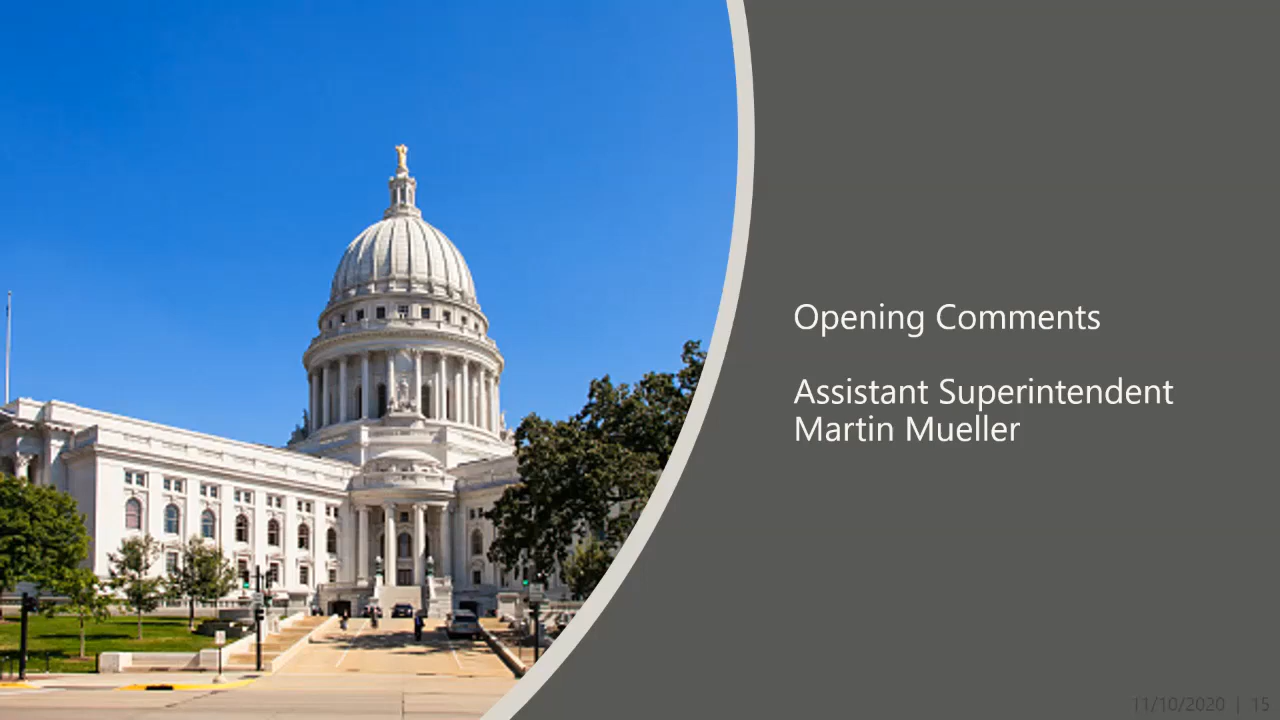 Opening Comments
Assistant Superintendent
Martin Mueller
11/10/2020 | 15